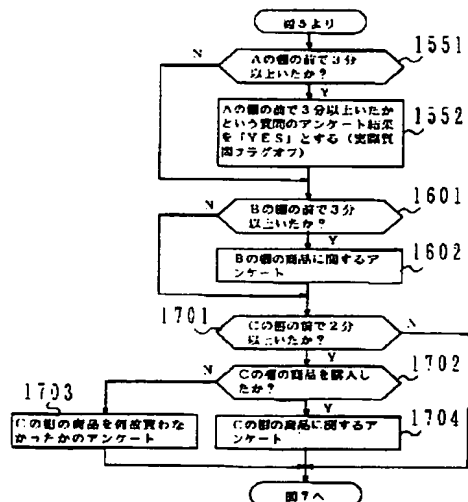 図5より
1551
Aの棚の前で3分
以上いたか?
N
Y
1552
Aの棚の前で3分以上いたか
という質問のアンケート結果
を「YES」とする(実際質
問フラグオフ)
1601
Bの棚の前で3分
以上いたか?
N
Y
1602
Bの棚の商品に関するア
ンケート
1701
Cの棚の前で2分
以上いたか?
N
Y
1702
Cの棚の商品を購入し
たか?
N
Y
1703
Cの棚の商品を何故買わな
かったかのアンケート
1704
Cの棚の商品に関するア
ンケート
図7へ